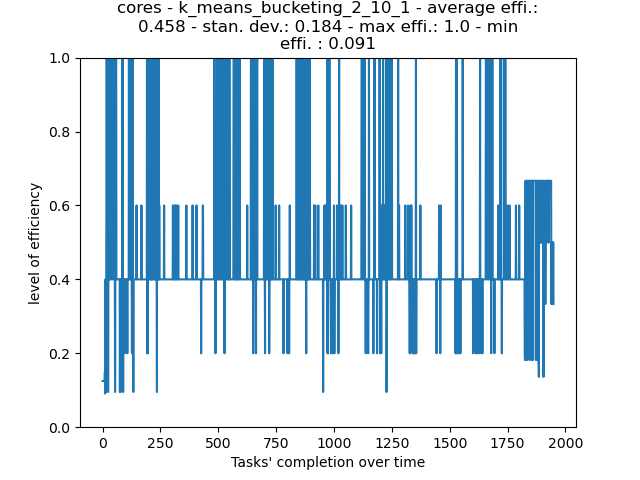 cores - k_means_bucketing_2_10_1 - average effi.:
0.458 - stan. dev.: 0.184 - max effi.: 1.0 - min
effi. : 0.091
1.0
0.8
0.6
0.4
0.2
0.0
level of efficiency
0 250 500 750 1000 1250 1500 1750 2000
Tasks' completion over time